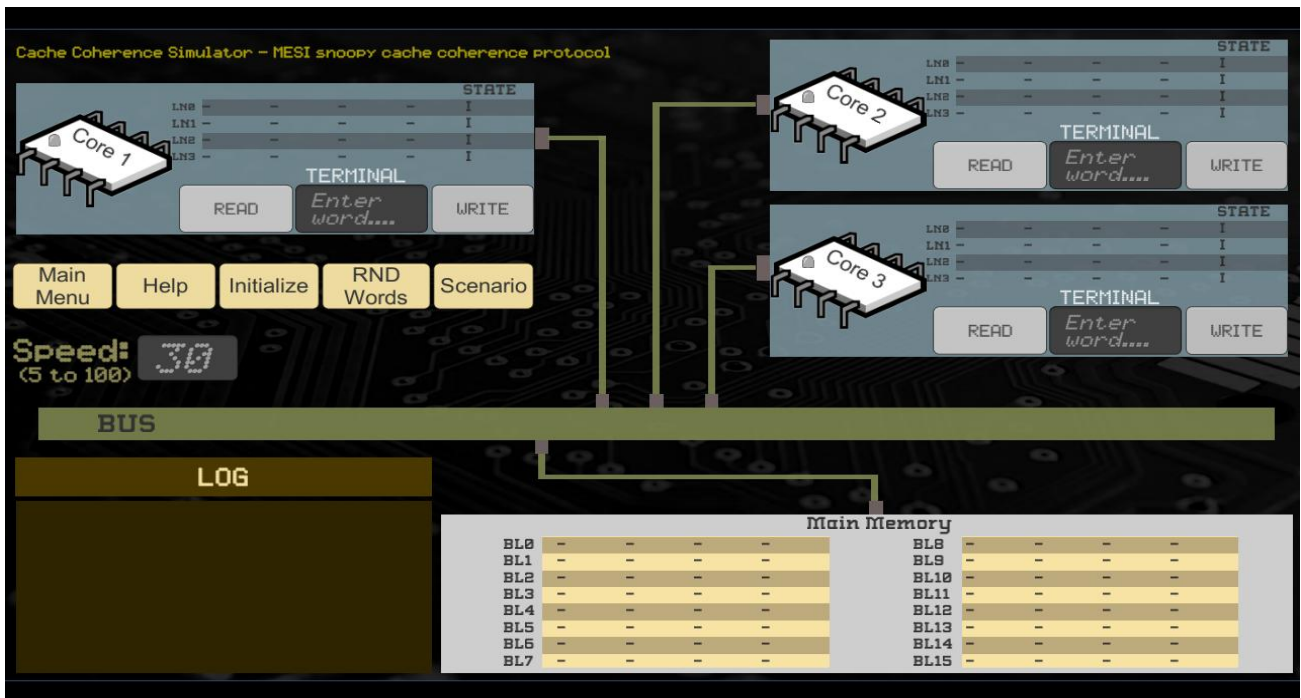 Cache Coherence Simulator - MESI snoopy cache coherence protocol
STATE
LN0 - - - - I
LN1 - - - - I
LN2 - - - - I
LN3 - - - - I
Core 1
TERMINAL
READ
Enter word....
WRITE
STATE
LN0 - - - - I
LN1 - - - - I
LN2 - - - - I
LN3 - - - - I
Core 2
TERMINAL
READ
Enter word....
WRITE
STATE
LN0 - - - - I
LN1 - - - - I
LN2 - - - - I
LN3 - - - - I
Core 3
TERMINAL
READ
Enter word....
WRITE
Main Menu
Help
Initialize
RND Words
Scenario
Speed: 30
(5 to 100)
BUS
LOG
Main Memory
BL0 - - - -
BL1 - - - -
BL2 - - - -
BL3 - - - -
BL4 - - - -
BL5 - - - -
BL6 - - - -
BL7 - - - -
BL8 - - - -
BL9 - - - -
BL10 - - - -
BL11 - - - -
BL12 - - - -
BL13 - - - -
BL14 - - - -
BL15 - - - -